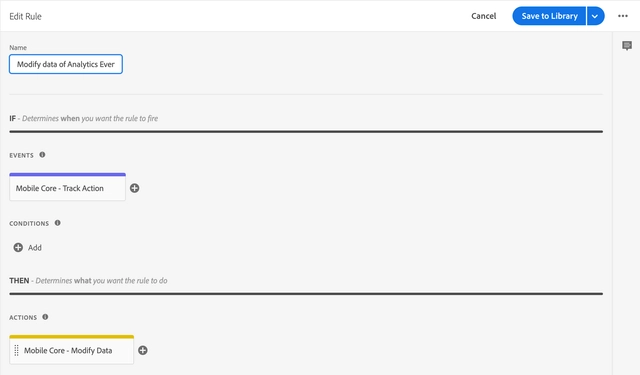 Edit Rule
Cancel
Save to Library
Name
Modify data of Analytics Ever
IF - Determines when you want the rule to fire
EVENTS
Mobile Core - Track Action
CONDITIONS
Add
THEN - Determines what you want the rule to do
ACTIONS
Mobile Core - Modify Data